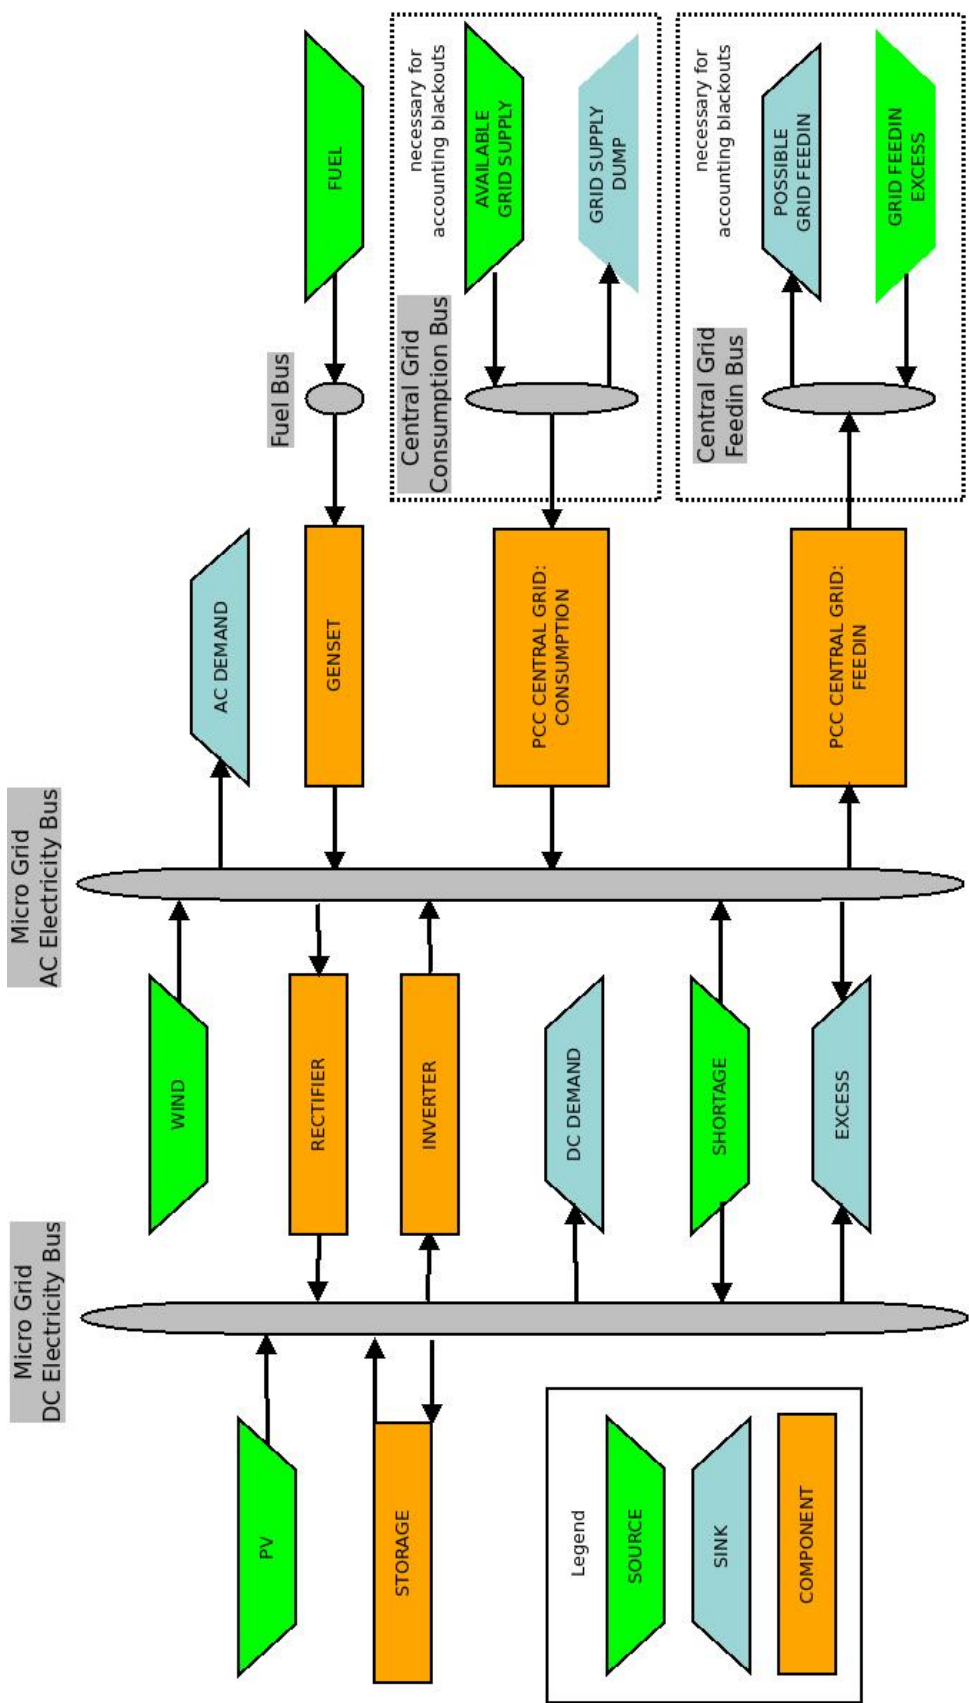 Micro Grid
DC Electricity Bus
Micro Grid
AC Electricity Bus
PV
WIND
AC DEMAND
Fuel Bus
FUEL
RECTIFIER
GENSET
STORAGE
INVERTER
Central Grid
Consumption Bus
necessary for
accounting blackouts
AVAILABLE
GRID SUPPLY
PCC CENTRAL GRID:
CONSUMPTION
GRID SUPPLY
DUMP
DC DEMAND
Legend
SOURCE
SINK
COMPONENT
SHORTAGE
Central Grid
Feedin Bus
necessary for
accounting blackouts
POSSIBLE
GRID FEEDIN
EXCESS
PCC CENTRAL GRID:
FEEDIN
GRID FEEDIN
EXCESS